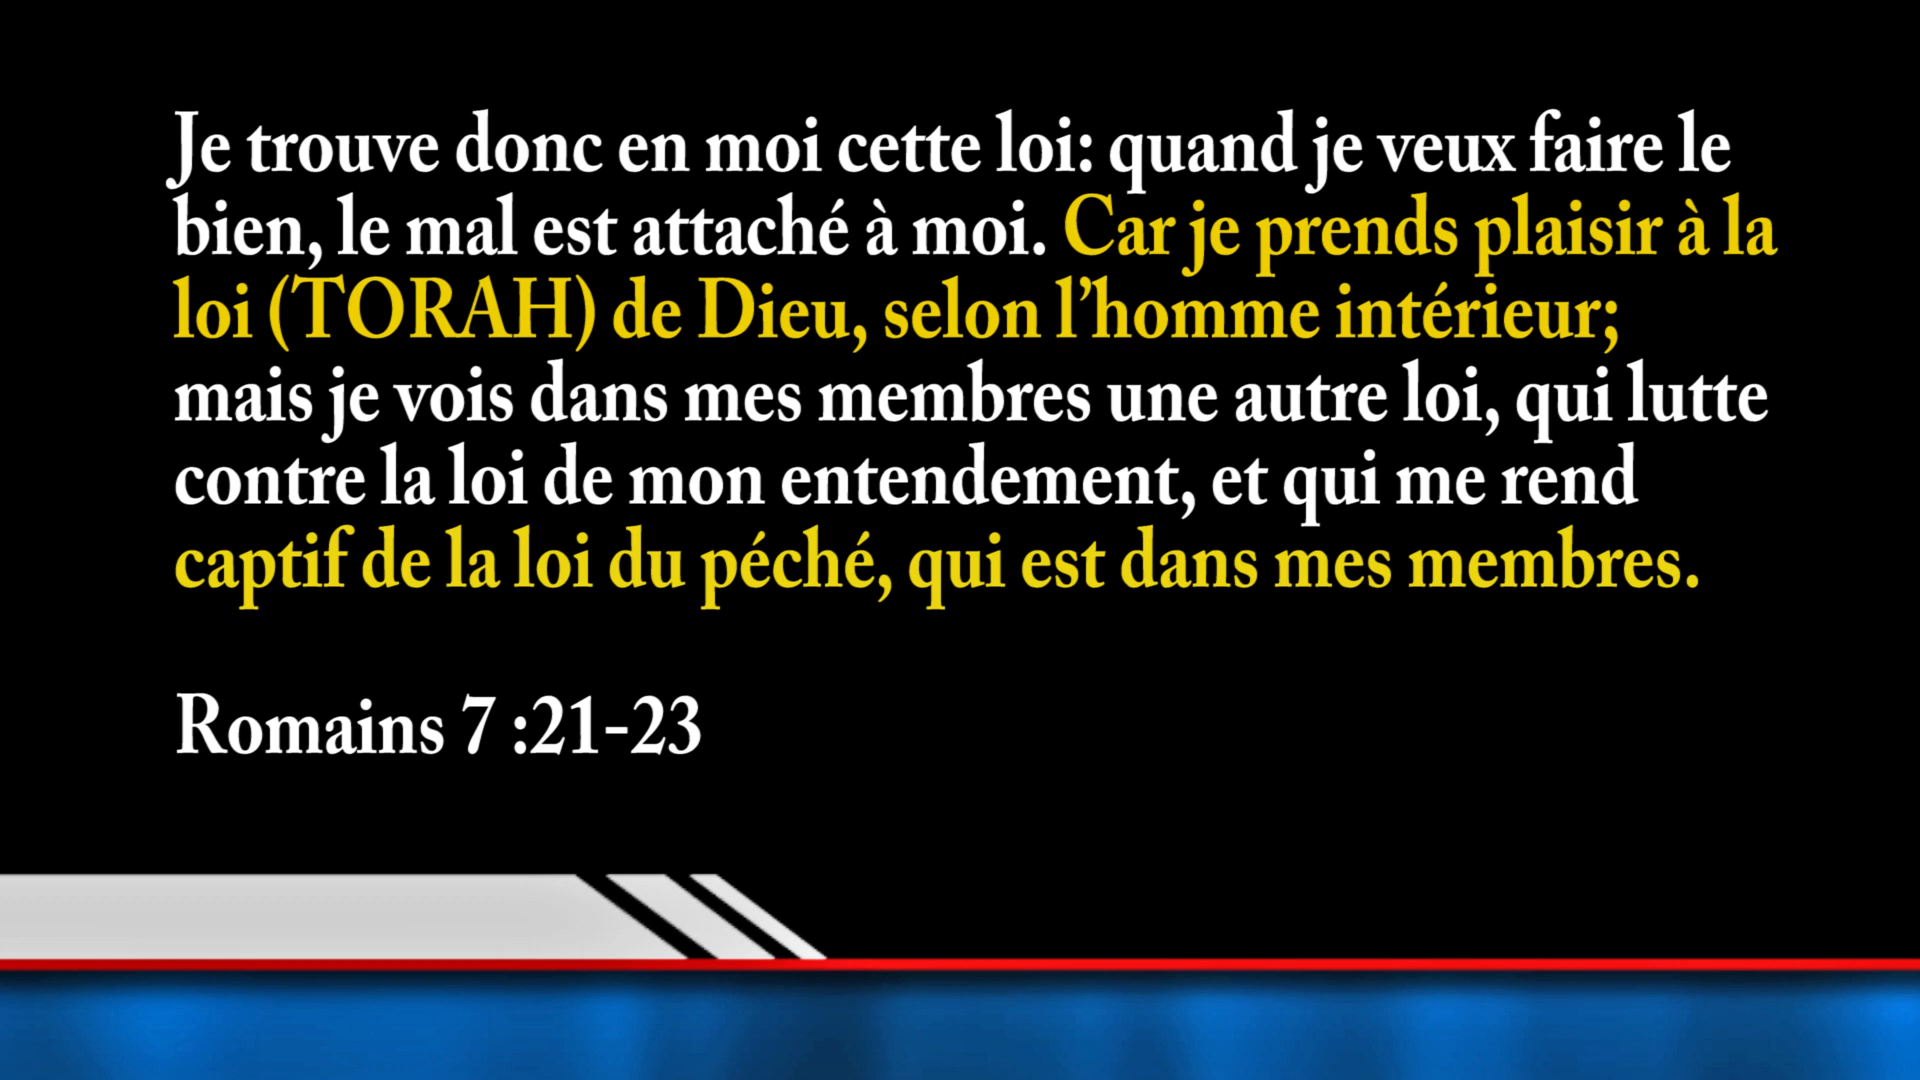 Je trouve donc en moi cette loi: quand je veux faire le
bien, le mal est attaché à moi. Car je prends plaisir à la
loi (TORAH) de Dieu, selon l'homme intérieur;
mais je vois dans mes membres une autre loi, qui lutte
contre la loi de mon entendement, et qui me rend
captif de la loi du péché, qui est dans mes membres.
Romains 7 :21-23